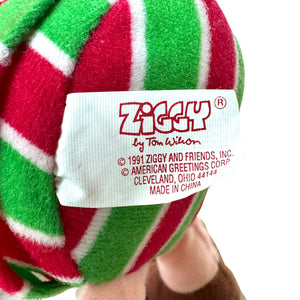 ZIGGY®
by Tom Wilson
© 1991 ZIGGY AND FRIENDS, INC.
© AMERICAN GREETINGS CORP.
CLEVELAND, OHIO 44144
MADE IN CHINA